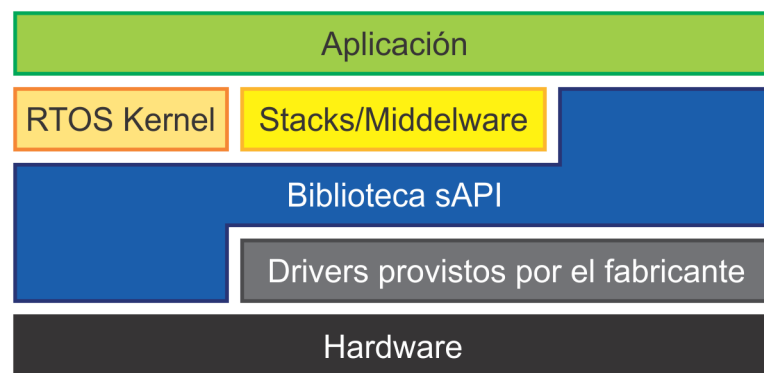 Aplicación
RTOS Kernel
Stacks/Middelware
Biblioteca sAPI
Drivers provistos por el fabricante
Hardware